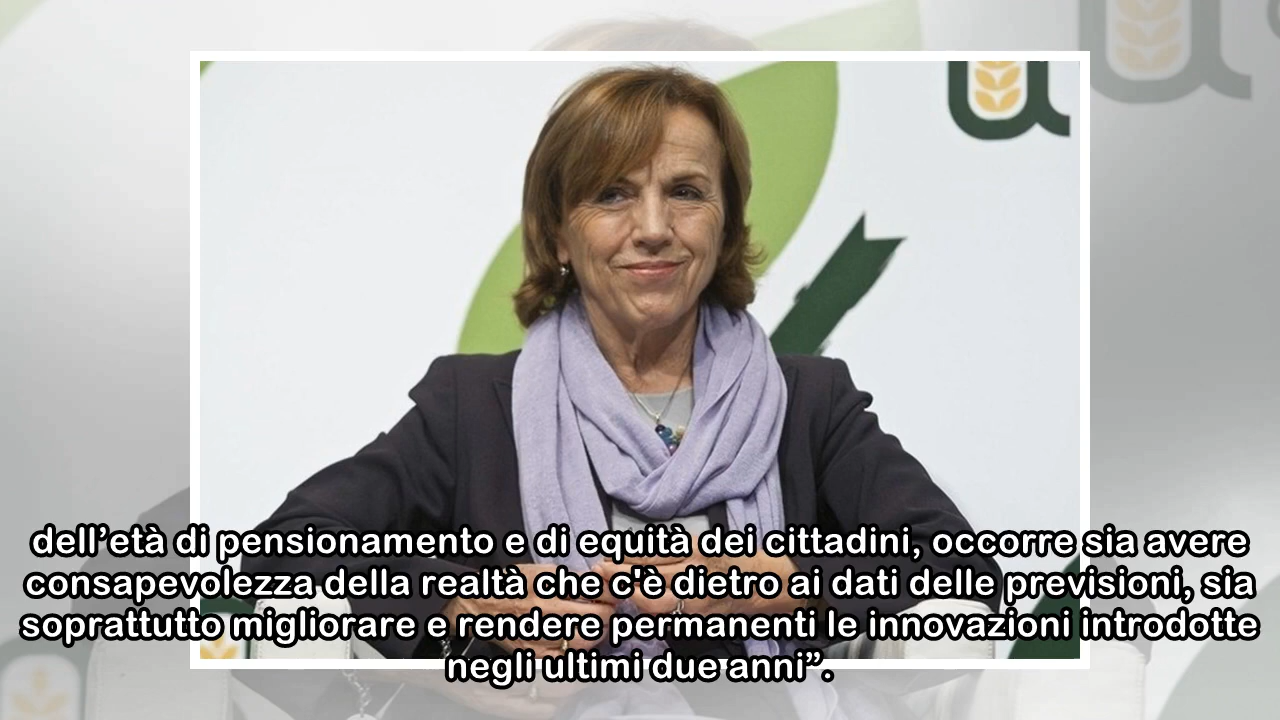 dell’età di pensionamento e di equità dei cittadini, occorre sia avere
consapevolezza della realtà che c'è dietro ai dati delle previsioni, sia
soprattutto migliorare e rendere permanenti le innovazioni introdotte
negli ultimi due anni”.